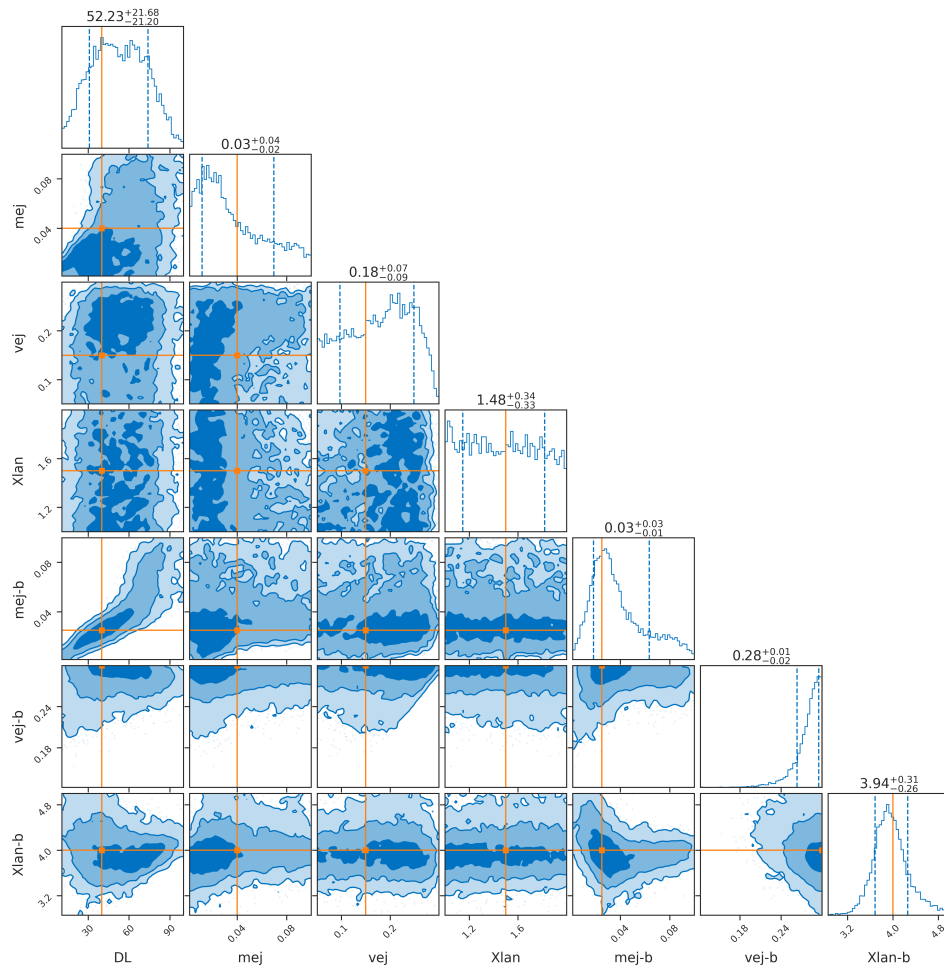 52.23+21.68−21.20
0.03+0.04−0.02
0.08
0.04
mej
0.18+0.07−0.09
0.2
0.1
vej
1.48+0.34−0.33
1.6
1.2
Xlan
0.03+0.03−0.01
0.08
0.04
mej-b
0.28+0.01−0.02
0.24
0.18
vej-b
3.94+0.31−0.26
4.8
4.0
3.2
Xlan-b
30 60 90 0.04 0.08 0.1 0.2 1.2 1.6 0.04 0.08 0.18 0.24 3.2 4.0 4.8
DL mej vej Xlan mej-b vej-b Xlan-b